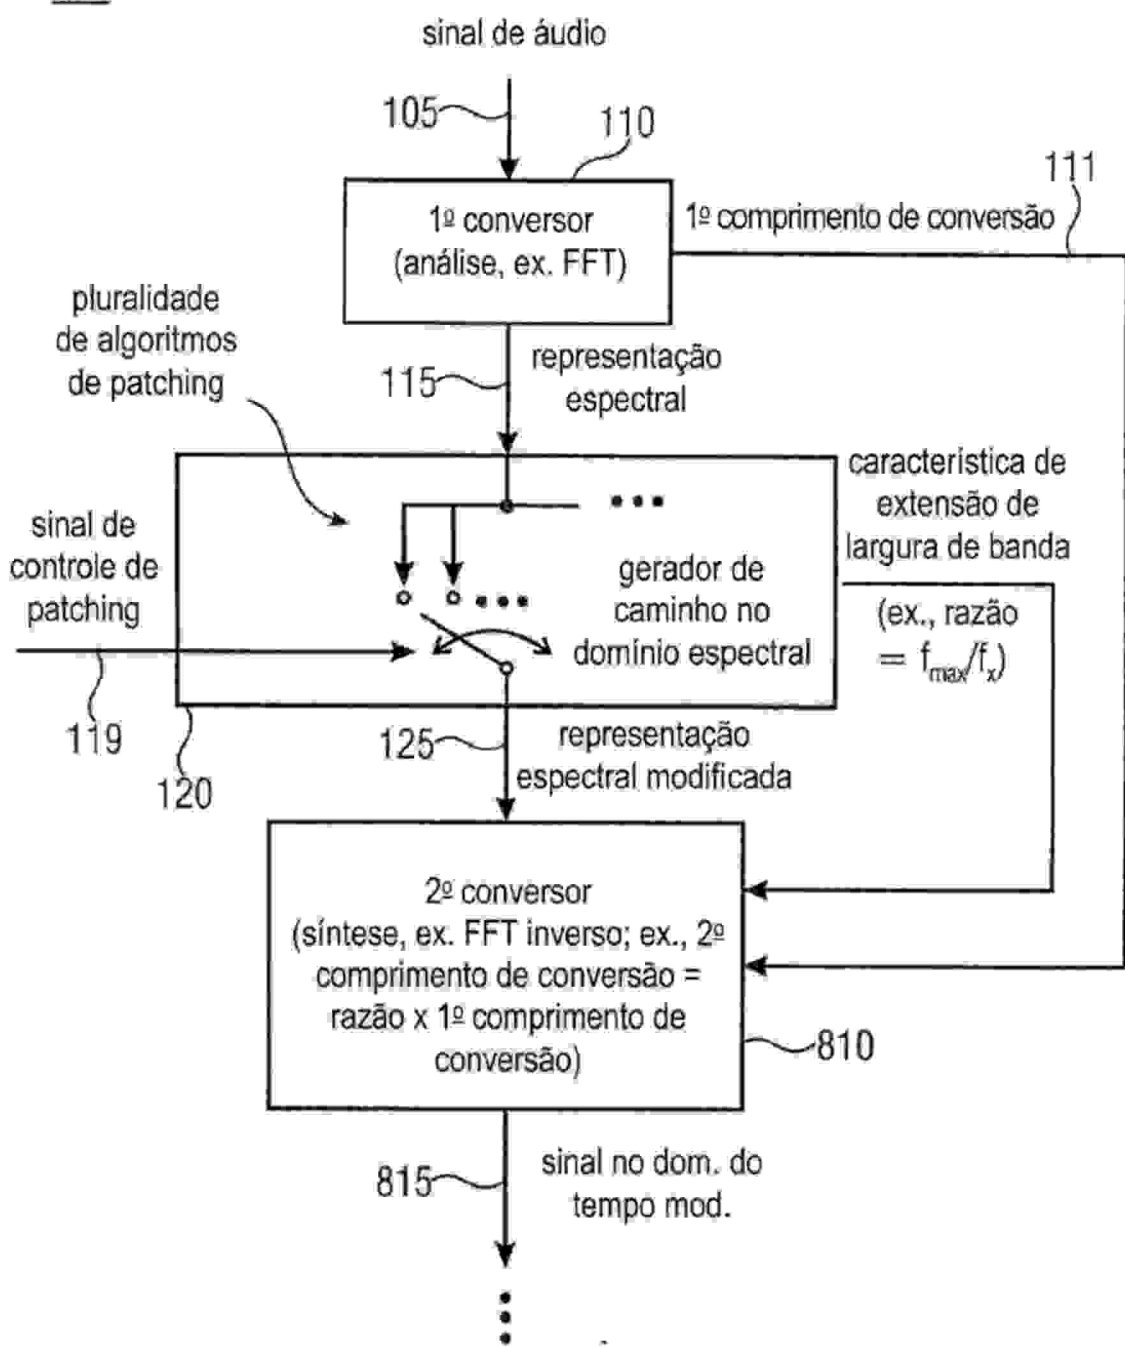 sinal de áudio
105
110
111
1º conversor
(análise, ex. FFT)
1º comprimento de conversão
pluralidade
de algoritmos
de patching
115
representação
espectral
sinal de
controle de
patching
119
120
gerador de
caminho no
domínio espectral
característica de
extensão de
largura de banda
(ex., razão
= fmax/fx)
125
representação
espectral modificada
2º conversor
(síntese, ex. FFT inverso; ex., 2º
comprimento de conversão =
razão x 1º comprimento de
conversão)
810
815
sinal no dom. do
tempo mod.